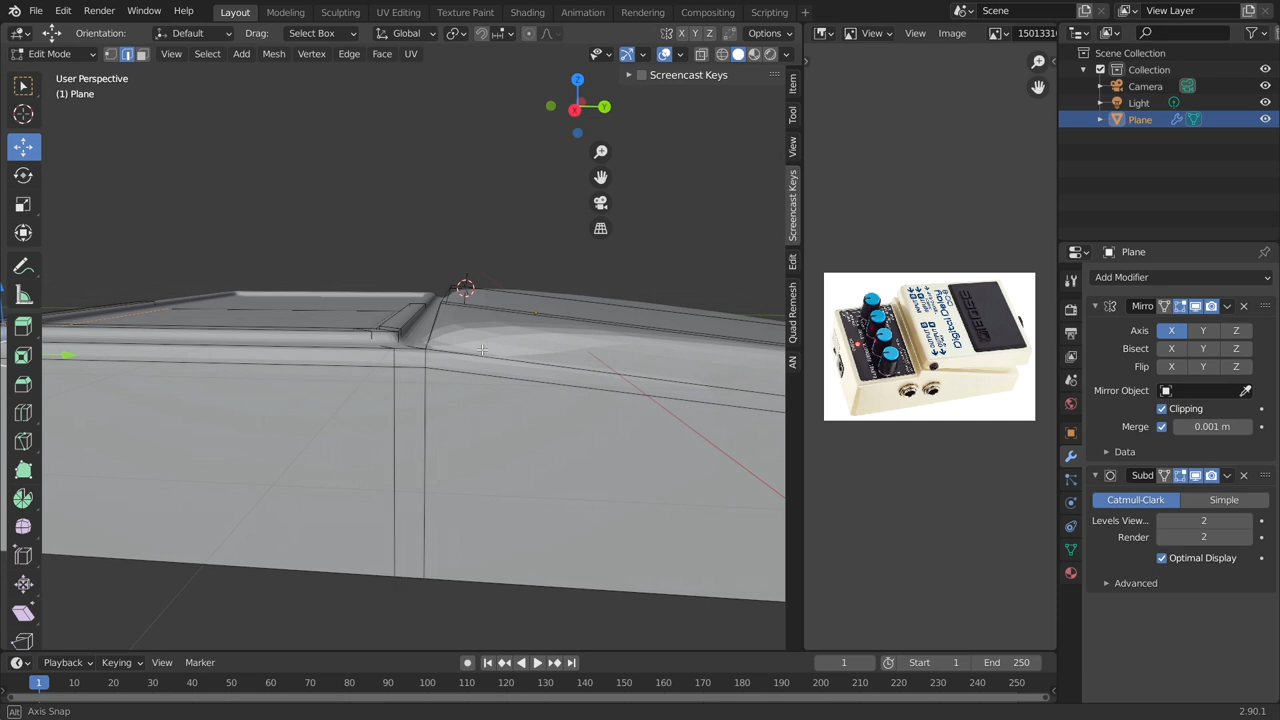 File Edit Render Window Help Layout Modeling Sculpting UV Editing Texture Paint Shading Animation Rendering Compositing Scripting + Scene View Layer
Orientation: Default Drag: Select Box Global X Y Z Options View View Image 15013310
Edit Mode View Select Add Mesh Vertex Edge Face UV
User Perspective
(1) Plane
Screencast Keys
Z
Y
X
Item
Tool
View
Screencast Keys
Edit
Quad Remesh
AN
Scene Collection
Collection
Camera
Light
Plane
Plane
Add Modifier
Mirro
Axis X Y Z
Bisect X Y Z
Flip X Y Z
Mirror Object
Clipping
Merge 0.001 m
Data
Subd
Catmull-Clark Simple
Levels View... 2
Render 2
Optimal Display
Advanced
BOSS
Digital Delay
Playback Keying View Marker 1 Start 1 End 250
1 10 20 30 40 50 60 70 80 90 100 110 120 130 140 150 160 170 180 190 200 210 220 230 240 250
Alt Axis Snap 2.90.1